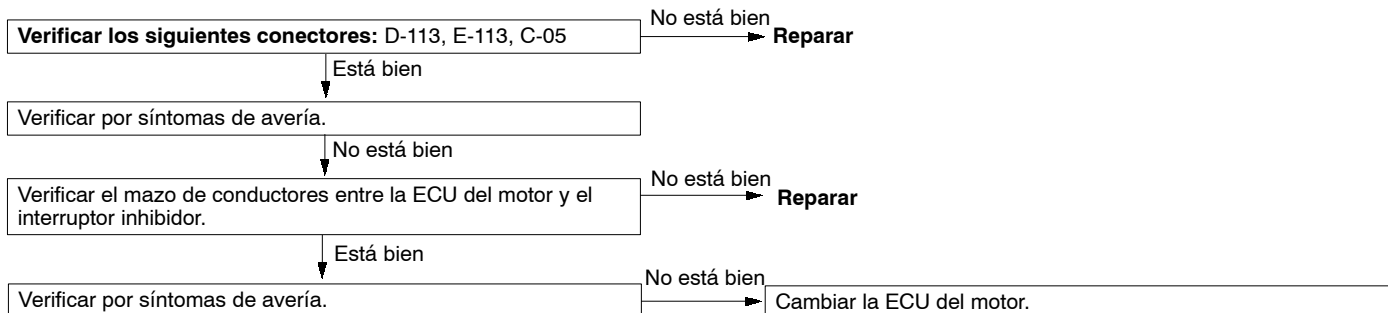 No está bien
Verificar los siguientes conectores: D-113, E-113, C-05
Reparar
Está bien
Verificar por síntomas de avería.
No está bien
No está bien
Verificar el mazo de conductores entre la ECU del motor y el
interruptor inhibidor.
Reparar
Está bien
No está bien
Verificar por síntomas de avería.
Cambiar la ECU del motor.